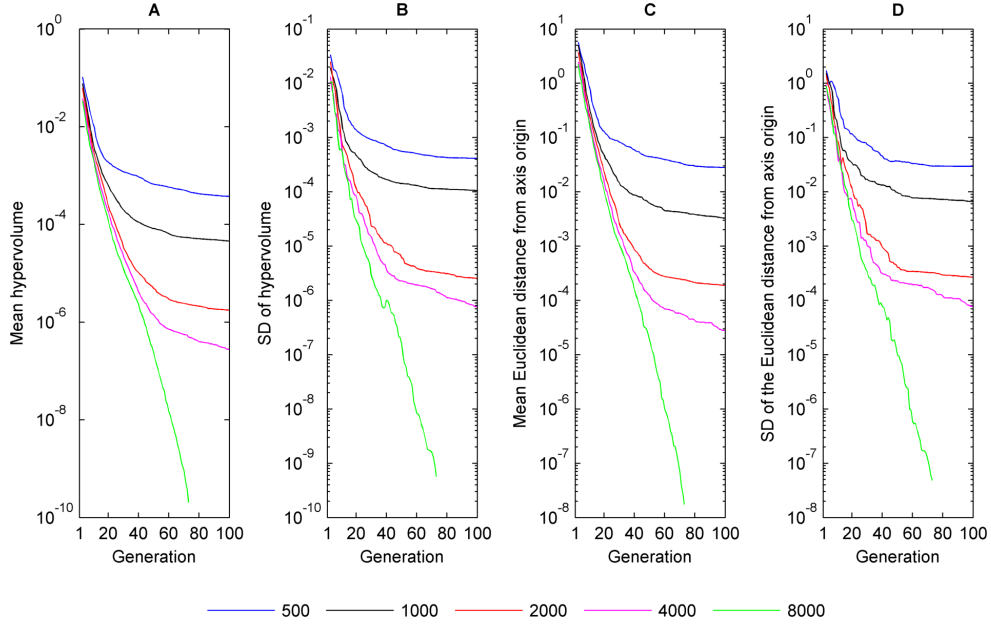 A
B
C
D
Mean hypervolume
10^0
10^-2
10^-4
10^-6
10^-8
10^-10
1 20 40 60 80 100
Generation
SD of hypervolume
10^-1
10^-2
10^-3
10^-4
10^-5
10^-6
10^-7
10^-8
10^-9
10^-10
1 20 40 60 80 100
Generation
Mean Euclidean distance from axis origin
10^1
10^0
10^-1
10^-2
10^-3
10^-4
10^-5
10^-6
10^-7
10^-8
1 20 40 60 80 100
Generation
SD of the Euclidean distance from axis origin
10^1
10^0
10^-1
10^-2
10^-3
10^-4
10^-5
10^-6
10^-7
10^-8
1 20 40 60 80 100
Generation
500 1000 2000 4000 8000